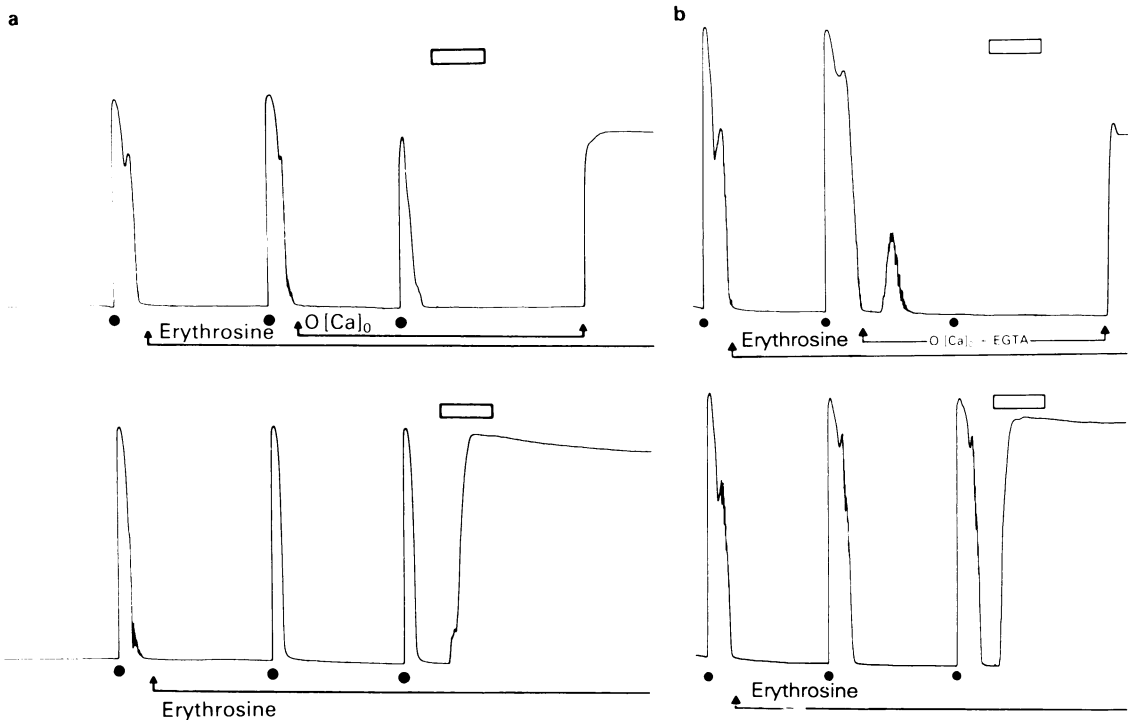 a
b
Erythrosine
O [Ca]₀
Erythrosine
O [Ca] - EGTA
Erythrosine
Erythrosine